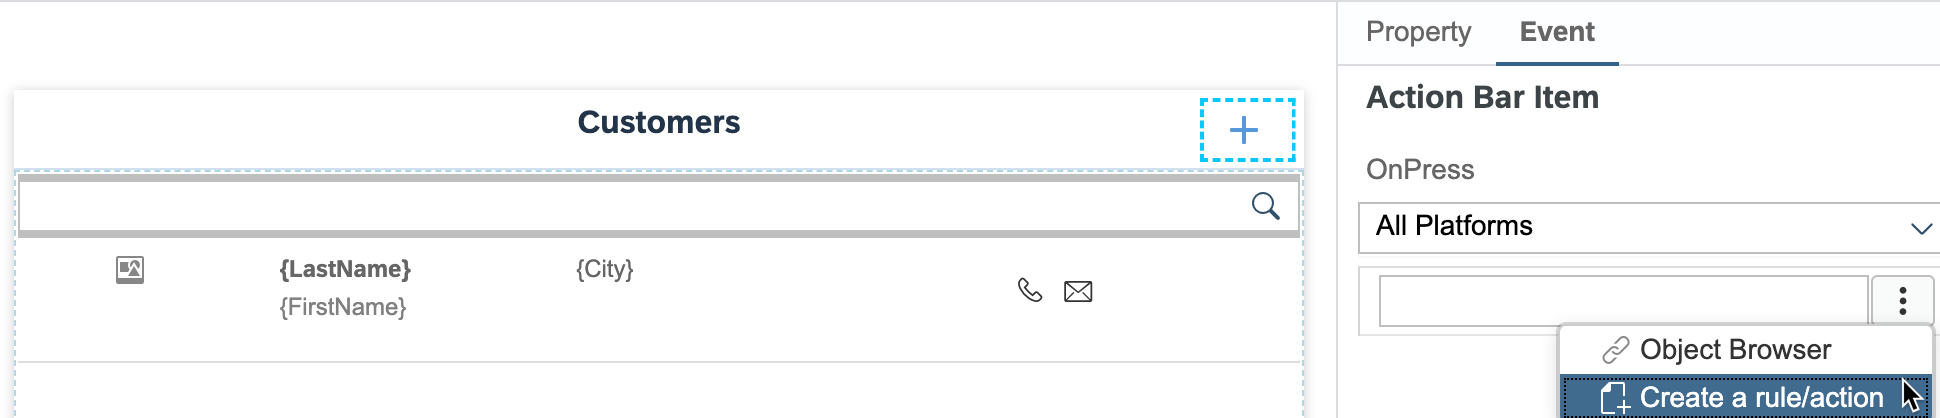 Property Event
Customers
Action Bar Item
OnPress
All Platforms
{LastName} {City}
{FirstName}
Object Browser
Create a rule/action